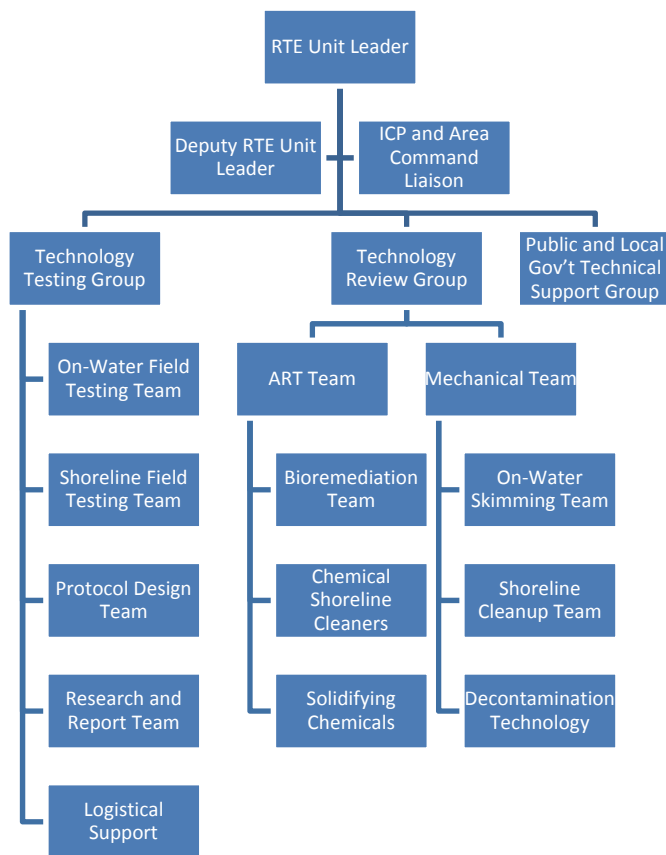 RTE Unit Leader
Deputy RTE Unit
Leader
ICP and Area
Command
Liaison
Technology
Testing Group
Technology
Review Group
Public and Local
Gov’t Technical
Support Group
On-Water Field
Testing Team
Shoreline Field
Testing Team
Protocol Design
Team
Research and
Report Team
Logistical
Support
ART Team
Bioremediation
Team
Chemical
Shoreline
Cleaners
Solidifying
Chemicals
Mechanical Team
On-Water
Skimming Team
Shoreline
Cleanup Team
Decontamination
Technology